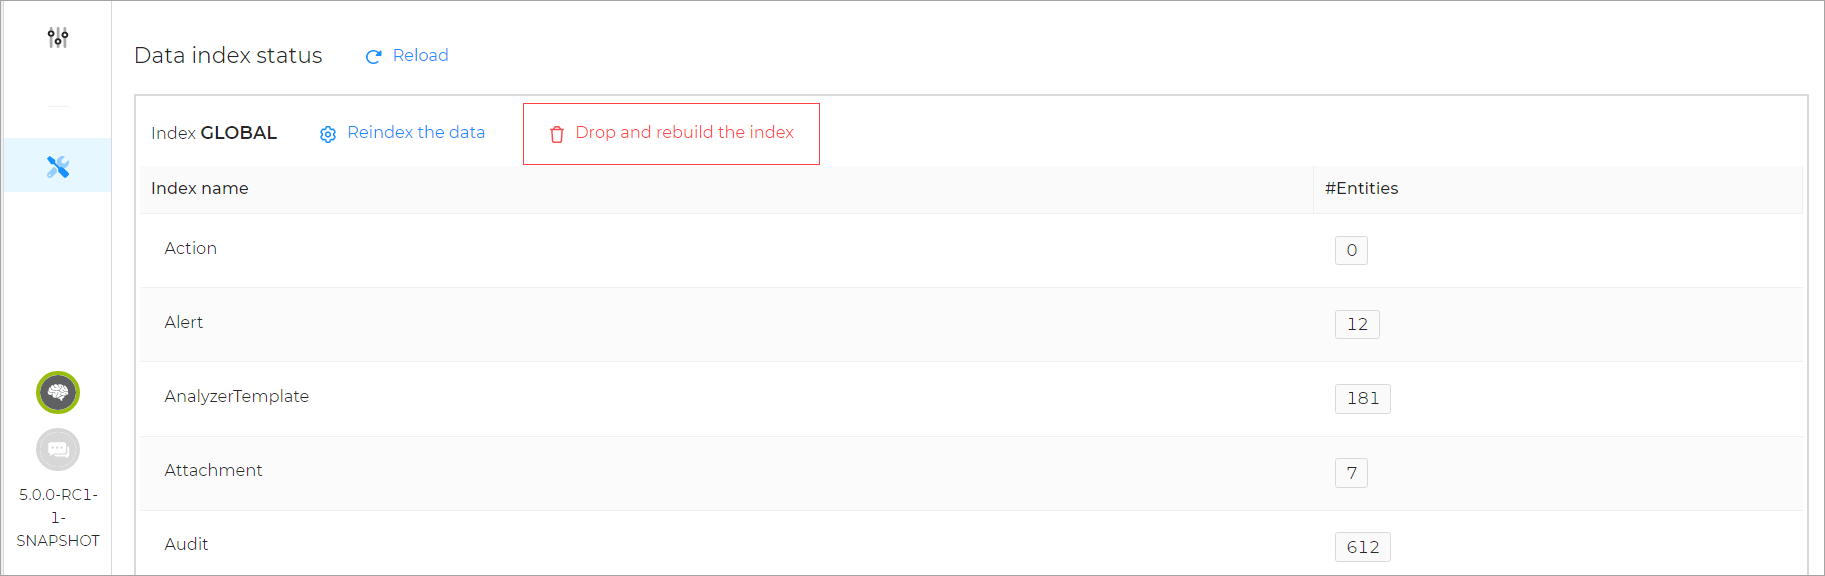 Data index status Reload
Index GLOBAL Reindex the data Drop and rebuild the index
Index name #Entities
Action 0
Alert 12
AnalyzerTemplate 181
Attachment 7
Audit 612
5.0.0-RC1-
1-
SNAPSHOT